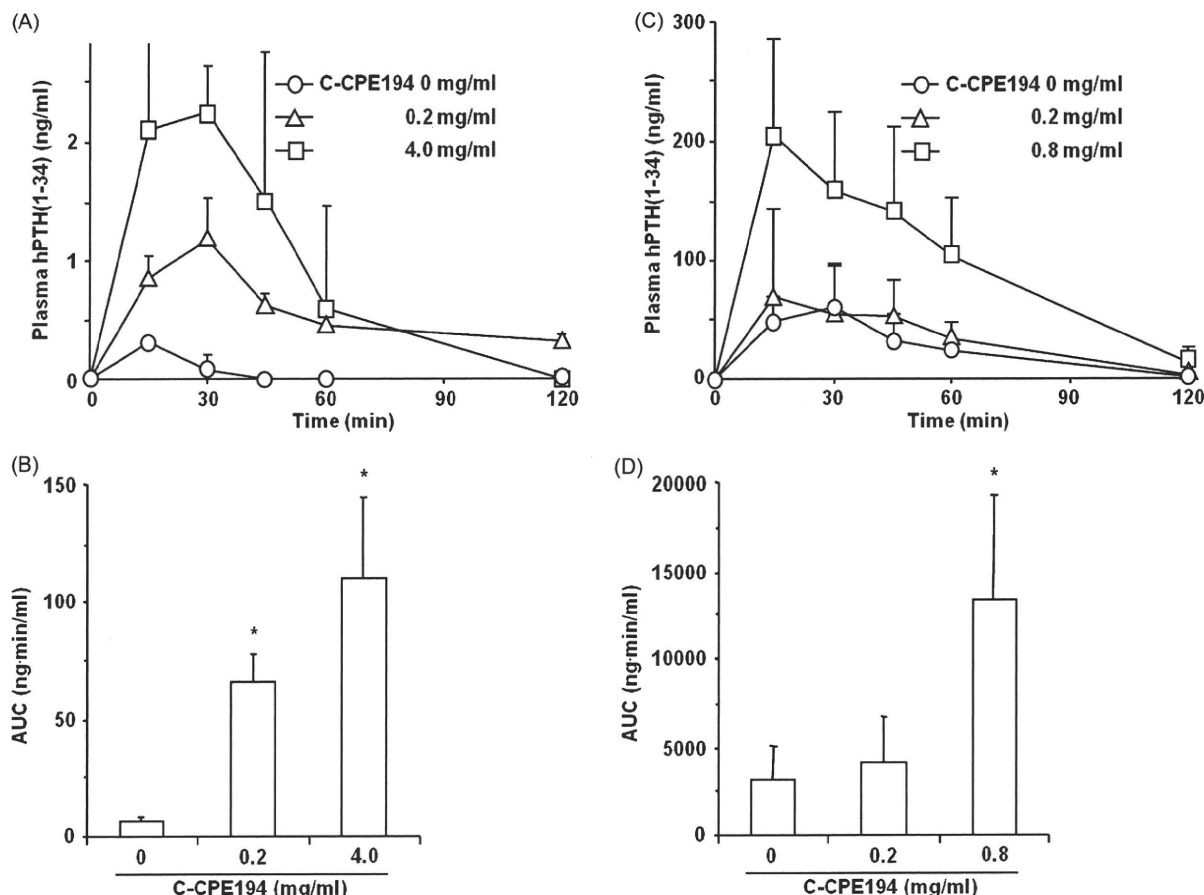 (A)
Plasma hPTH(1-34) (ng/ml)
2
1
0
C-CPE194 0 mg/ml
0.2 mg/ml
4.0 mg/ml
0 30 60 90 120
Time (min)
(C)
Plasma hPTH(1-34) (ng/ml)
300
200
100
0
C-CPE194 0 mg/ml
0.2 mg/ml
0.8 mg/ml
0 30 60 90 120
Time (min)
(B)
AUC (ng·min/ml)
150
100
50
0
*
*
0 0.2 4.0
C-CPE194 (mg/ml)
(D)
AUC (ng·min/ml)
20000
15000
10000
5000
0
*
0 0.2 0.8
C-CPE194 (mg/ml)